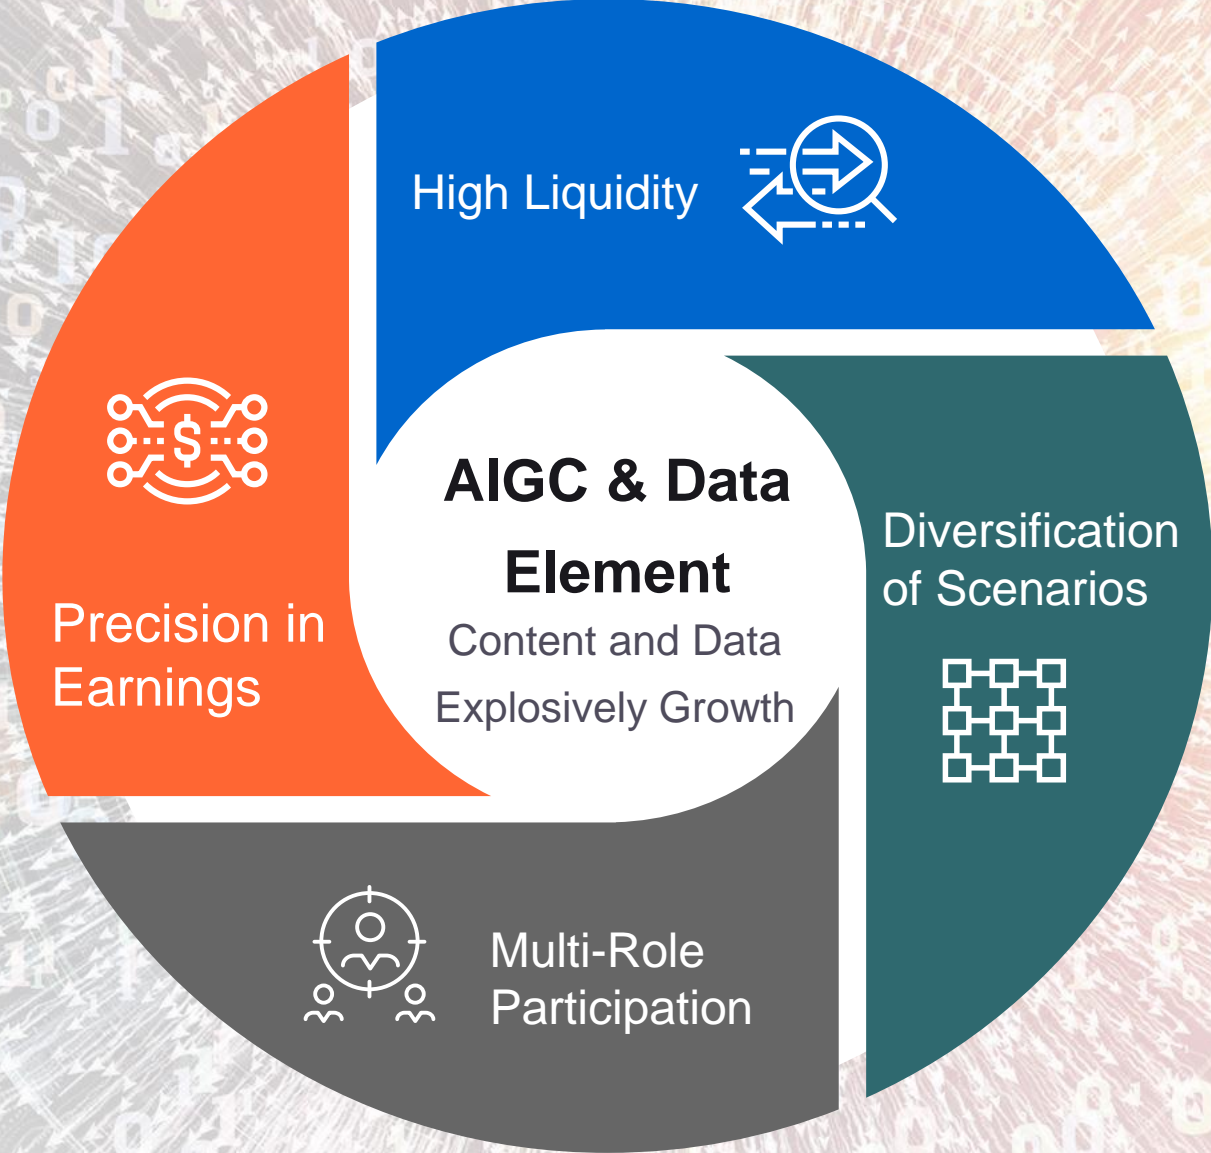 High Liquidity
AIGC & Data
Element
Content and Data
Explosively Growth
Diversification
of Scenarios
Precision in
Earnings
$
Multi-Role
Participation